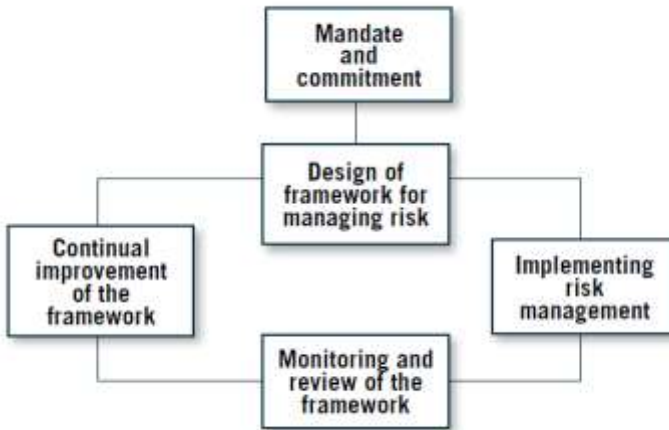 Mandate
and
commitment
Design of
framework for
managing risk
Continual
improvement
of the
framework
Implementing
risk
management
Monitoring and
review of the
framework